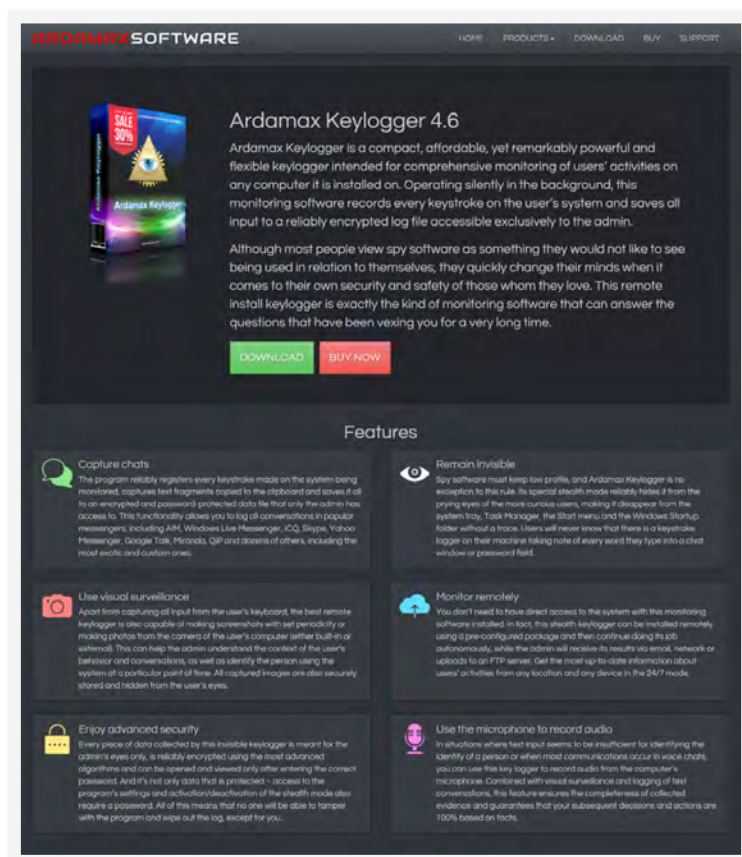 ARDAMAXSOFTWARE
HOME PRODUCTS DOWNLOAD BUY SUPPORT
SALE
30%
Ardamax Keylogger
Ardamax Keylogger
Ardamax Keylogger 4.6
Ardamax Keylogger is a compact, affordable, yet remarkably powerful and
flexible keylogger intended for comprehensive monitoring of users' activities on
any computer it is installed on. Operating silently in the background, this
monitoring software records every keystroke on the user's system and saves all
input to a reliably encrypted log file accessible exclusively to the admin.
Although most people view spy software as something they would not like to see
being used in relation to themselves, they quickly change their minds when it
comes to their own security and safety of those whom they love. This remote
install keylogger is exactly the kind of monitoring software that can answer the
questions that have been vexing you for a very long time.
DOWNLOAD BUY NOW
Features
Capture chats
The program reliably registers every keystroke made on the system being
monitored, captures text fragments copied to the clipboard and saves it all
to an encrypted and password-protected data file that only the admin has
access to. This functionality allows you to log all conversations in popular
messengers, including AIM, Windows Live Messenger, ICQ, Skype, Yahoo
Messenger, Google Talk, Miranda, QiP and dozens of others, including the
most exotic and custom ones.
Remain invisible
Spy software must keep low profile, and Ardamax Keylogger is no
exception to this rule. Its special stealth mode reliably hides it from the
prying eyes of the more curious users, making it disappear from the
system tray, Task Manager, the Start menu and the Windows Startup
folder without a trace. Users will never know that there is a keystroke
logger on their machine taking note of every word they type into a chat
window or password field.
Use visual surveillance
Apart from capturing all input from the user's keyboard, the best remote
keylogger is also capable of making screenshots with set periodicity or
making photos from the camera of the user's computer (either built-in or
external). This can help the admin understand the context of the user's
behavior and conversations, as well as identify the person using the
system at a particular point of time. All captured images are also securely
stored and hidden from the user's eyes.
Monitor remotely
You don't need to have direct access to the system with this monitoring
software installed. In fact, this stealth keylogger can be installed remotely
using a pre-configured package and then continue doing its job
autonomously, while the admin will receive its results via email, network or
uploads to an FTP server. Get the most up-to-date information about
users' activities from any location and any device in the 24/7 mode.
Enjoy advanced security
Every piece of data collected by this invisible keylogger is meant for the
admin's eyes only, is reliably encrypted using the most advanced
algorithms and can be opened and viewed only after entering the correct
password. And it's not only data that is protected – access to the
program's settings and activation/deactivation of the stealth mode also
require a password. All of this means that no one will be able to tamper
with the program and wipe out the log, except for you.
Use the microphone to record audio
In situations where text input seems to be insufficient for identifying the
identity of a person or when most communications occur in voice chats,
you can use this key logger to record audio from the computer's
microphone. Combined with visual surveillance and logging of text
conversations, this feature ensures the completeness of collected
evidence and guarantees that your subsequent decisions and actions are
100% based on facts.